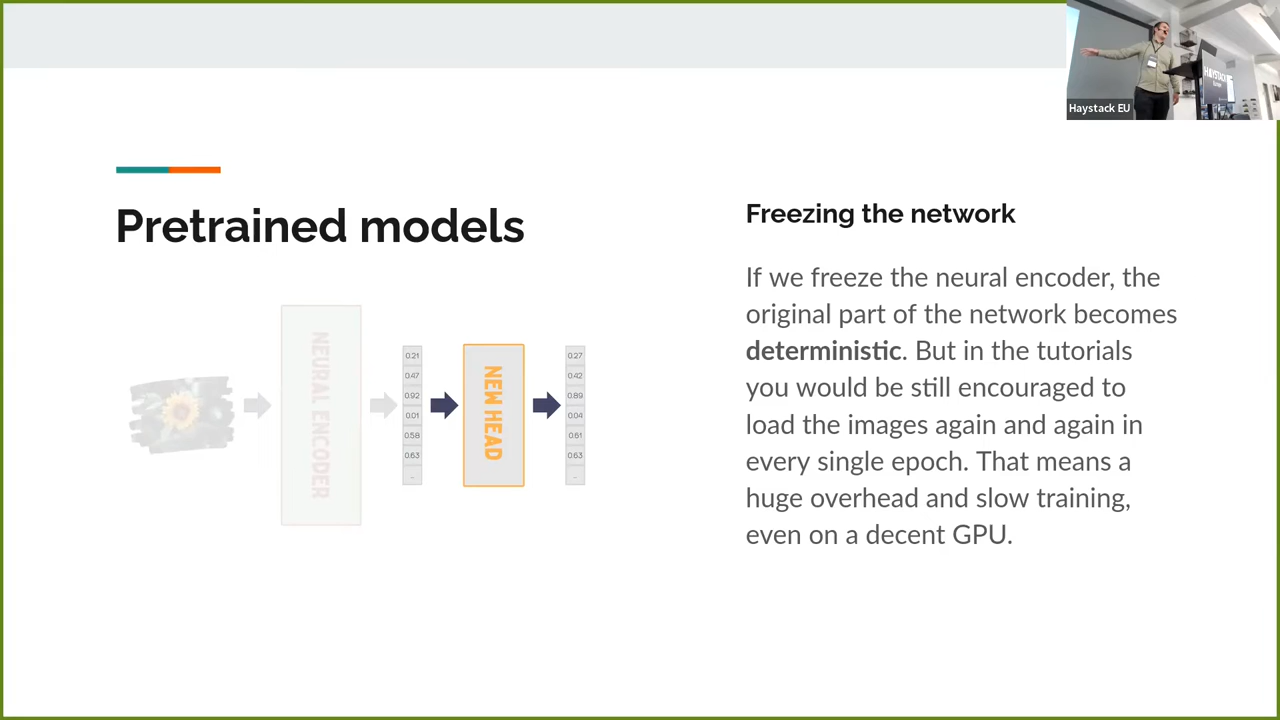 Haystack EU
HAYSTACK
Pretrained models
NEURAL ENCODER
0.21
0.47
0.92
0.01
0.58
0.63
...
NEW HEAD
0.27
0.42
0.89
0.04
0.61
0.63
...
Freezing the network
If we freeze the neural encoder, the
original part of the network becomes
deterministic. But in the tutorials
you would be still encouraged to
load the images again and again in
every single epoch. That means a
huge overhead and slow training,
even on a decent GPU.